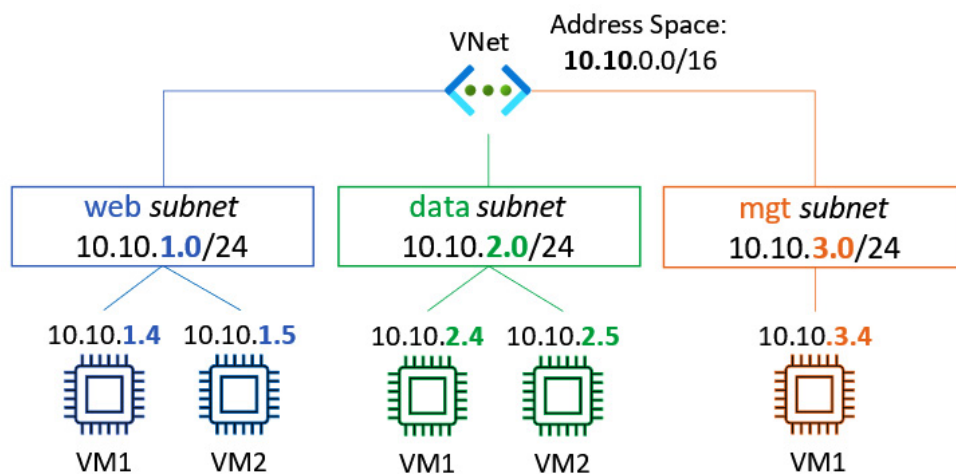 VNet
Address Space:
10.10.0.0/16
web subnet
10.10.1.0/24
data subnet
10.10.2.0/24
mgt subnet
10.10.3.0/24
10.10.1.4
10.10.1.5
10.10.2.4
10.10.2.5
10.10.3.4
VM1
VM2
VM1
VM2
VM1